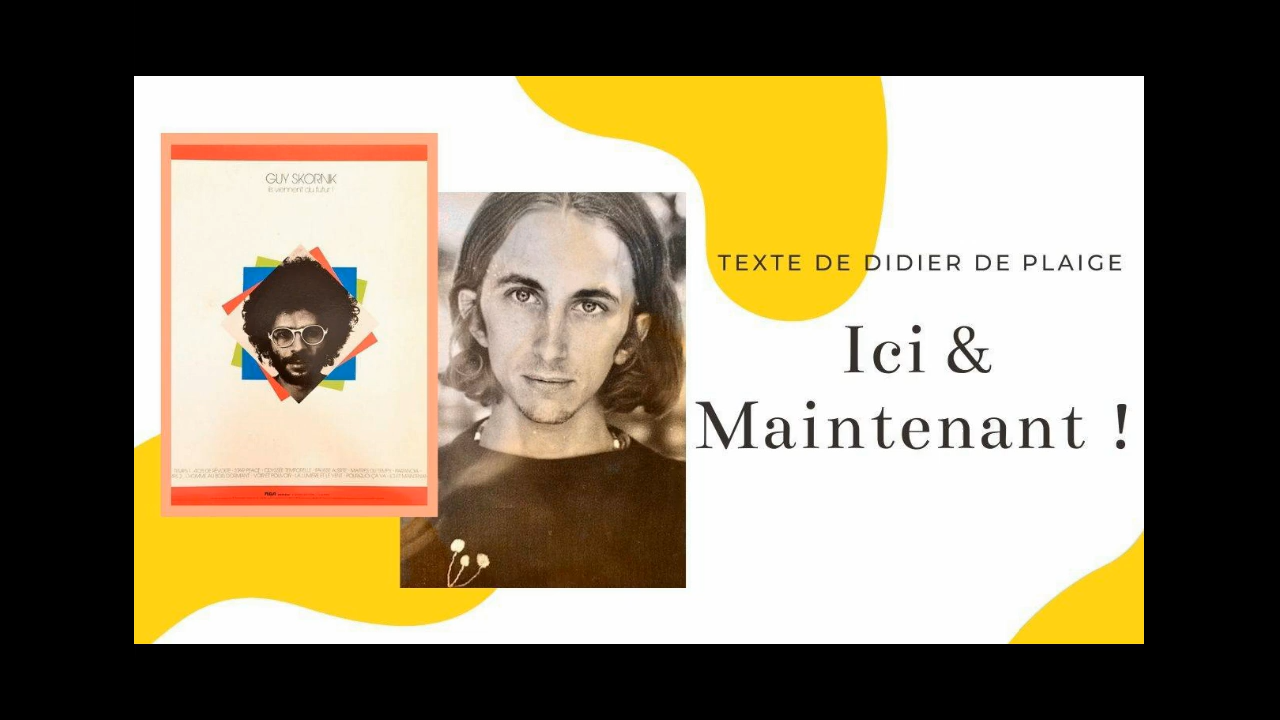 GUY SKORNIK
ils viennent du futur !
TEXTE DE DIDIER DE PLAIGE
Ici &
Maintenant !